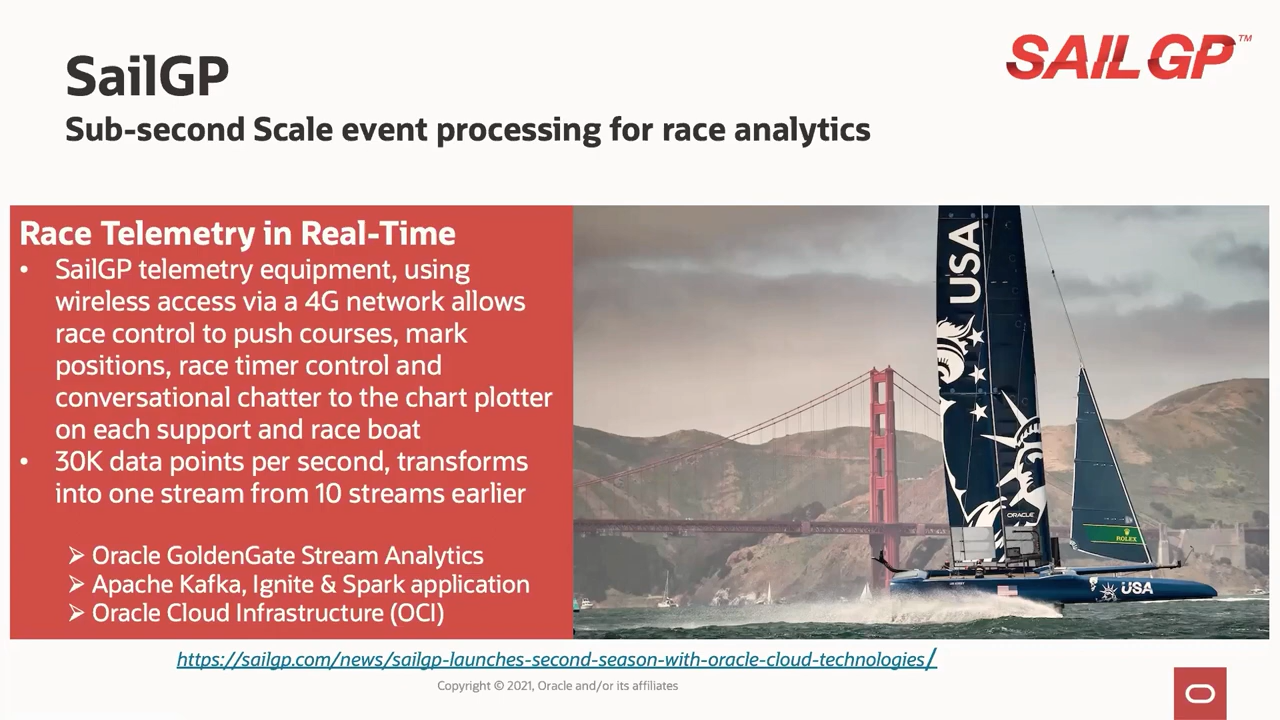 SailGP
SAIL GP™
Sub-second Scale event processing for race analytics
Race Telemetry in Real-Time
• SailGP telemetry equipment, using
wireless access via a 4G network allows
race control to push courses, mark
positions, race timer control and
conversational chatter to the chart plotter
on each support and race boat
• 30K data points per second, transforms
into one stream from 10 streams earlier
➢ Oracle GoldenGate Stream Analytics
➢ Apache Kafka, Ignite & Spark application
➢ Oracle Cloud Infrastructure (OCI)
USA
ORACLE
ROLEX
USA
https://sailgp.com/news/sailgp-launches-second-season-with-oracle-cloud-technologies/
Copyright © 2021, Oracle and/or its affiliates